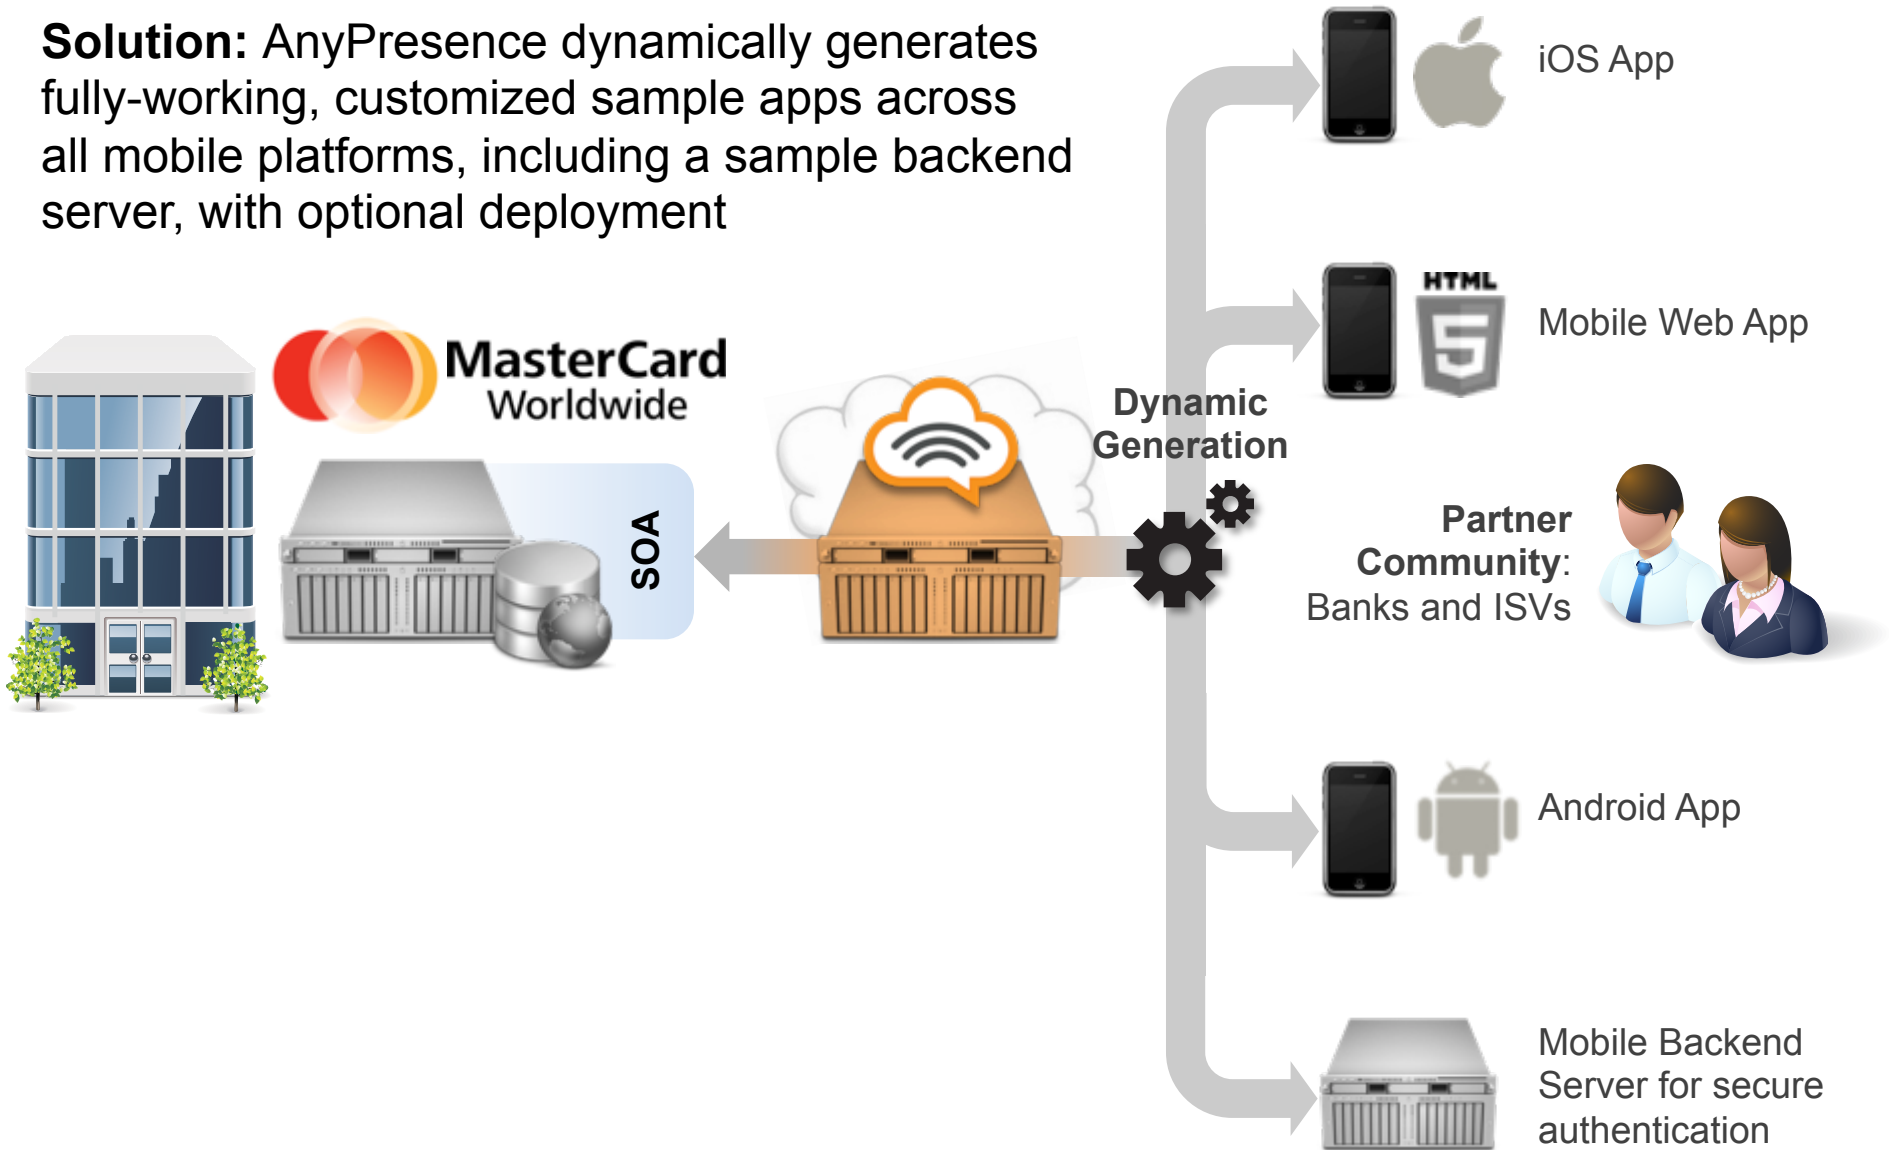 Solution: AnyPresence dynamically generates
fully-working, customized sample apps across
all mobile platforms, including a sample backend
server, with optional deployment
iOS App
HTML
5
Mobile Web App
MasterCard
Worldwide
Dynamic
Generation
SOA
Partner
Community:
Banks and ISVs
Android App
Mobile Backend
Server for secure
authentication